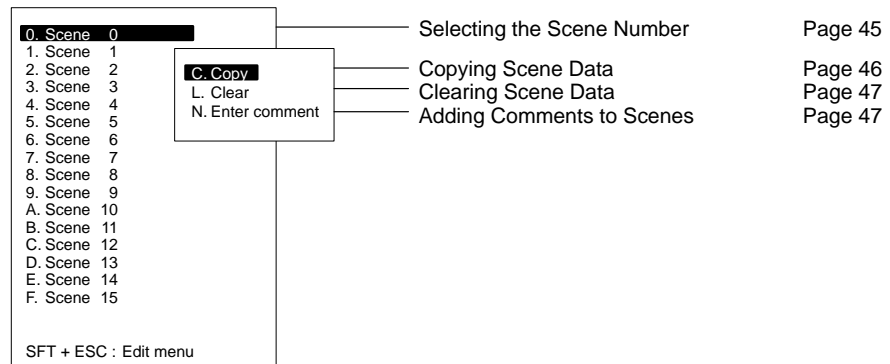 0. Scene 0
1. Scene 1
2. Scene 2
3. Scene 3
4. Scene 4
5. Scene 5
6. Scene 6
7. Scene 7
8. Scene 8
9. Scene 9
A. Scene 10
B. Scene 11
C. Scene 12
D. Scene 13
E. Scene 14
F. Scene 15
SFT + ESC : Edit menu
C. Copy
L. Clear
N. Enter comment
Selecting the Scene Number Page 45
Copying Scene Data Page 46
Clearing Scene Data Page 47
Adding Comments to Scenes Page 47